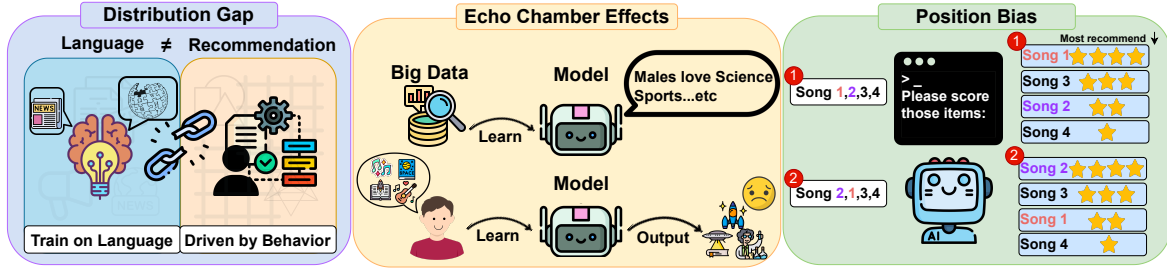 Distribution Gap
Language ≠ Recommendation
NEWS
Train on Language
Driven by Behavior
Echo Chamber Effects
Big Data
Learn
Model
Males love Science
Sports...etc
SPACE
Learn
Model
Output
Position Bias
1
Song 1,2,3,4
>_
Please score
those items:
Most recommend ↓
1
Song 1
Song 3
Song 2
Song 4
2
Song 2,1,3,4
AI
2
Song 2
Song 3
Song 1
Song 4